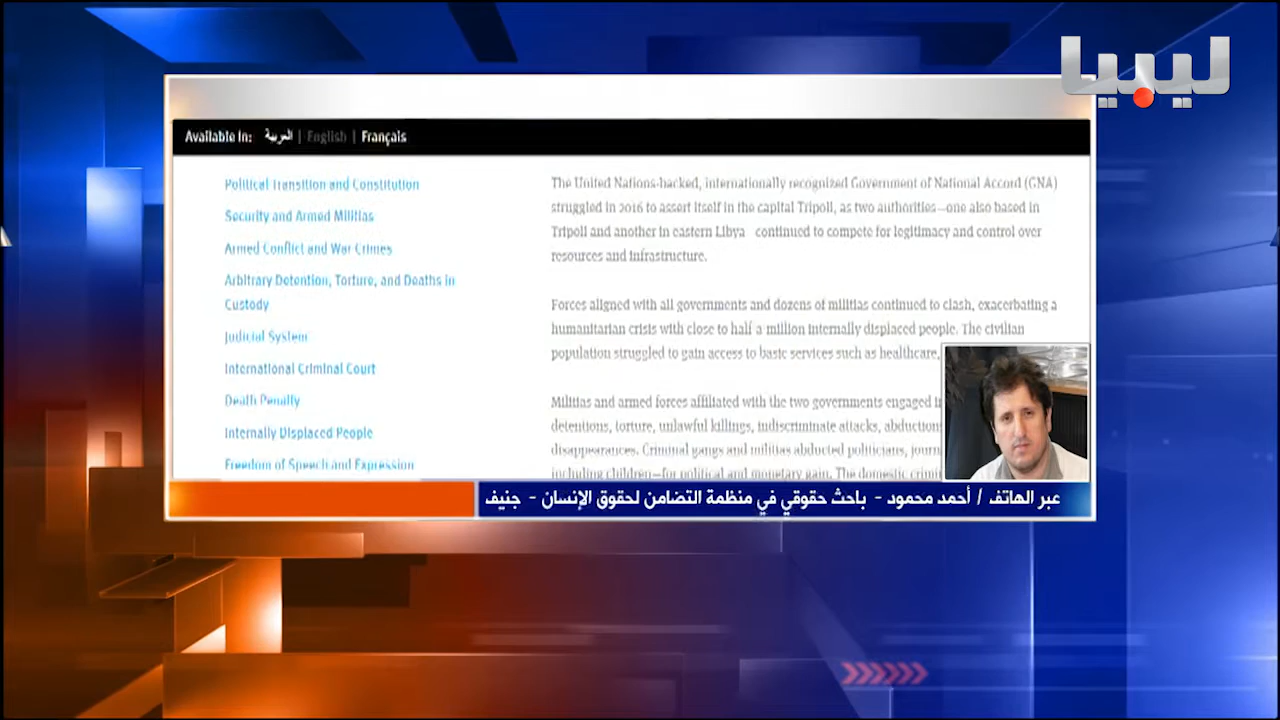 ليبيا
Available in: العربية | English | Français
Political Transition and Constitution
Security and Armed Militias
Armed Conflict and War Crimes
Arbitrary Detention, Torture, and Deaths in
Custody
Judicial System
International Criminal Court
Death Penalty
Internally Displaced People
Freedom of Speech and Expression
The United Nations-backed, internationally recognized Government of National Accord (GNA)
struggled in 2016 to assert itself in the capital Tripoli, as two authorities—one also based in
Tripoli and another in eastern Libya—continued to compete for legitimacy and control over
resources and infrastructure.
Forces aligned with all governments and dozens of militias continued to clash, exacerbating a
humanitarian crisis with close to half-a-million internally displaced people. The civilian
population struggled to gain access to basic services such as healthcare,
Militias and armed forces affiliated with the two governments engaged in
detentions, torture, unlawful killings, indiscriminate attacks, abduction
disappearances. Criminal gangs and militias abducted politicians, journ
including children—for political and monetary gain. The domestic crimi
عبر الهاتف / أحمد محمود - باحث حقوقي في منظمة التضامن لحقوق الإنسان - جنيف